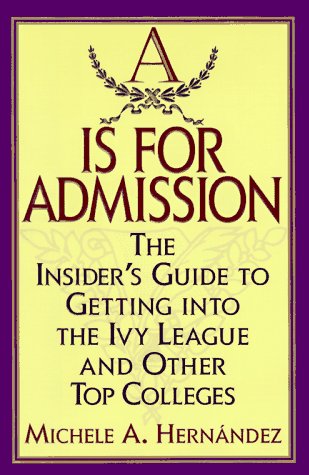 A
IS FOR
ADMISSION
THE
INSIDER'S GUIDE TO
GETTING INTO
THE IVY LEAGUE
AND OTHER
TOP COLLEGES
MICHELE A. HERNÁNDEZ